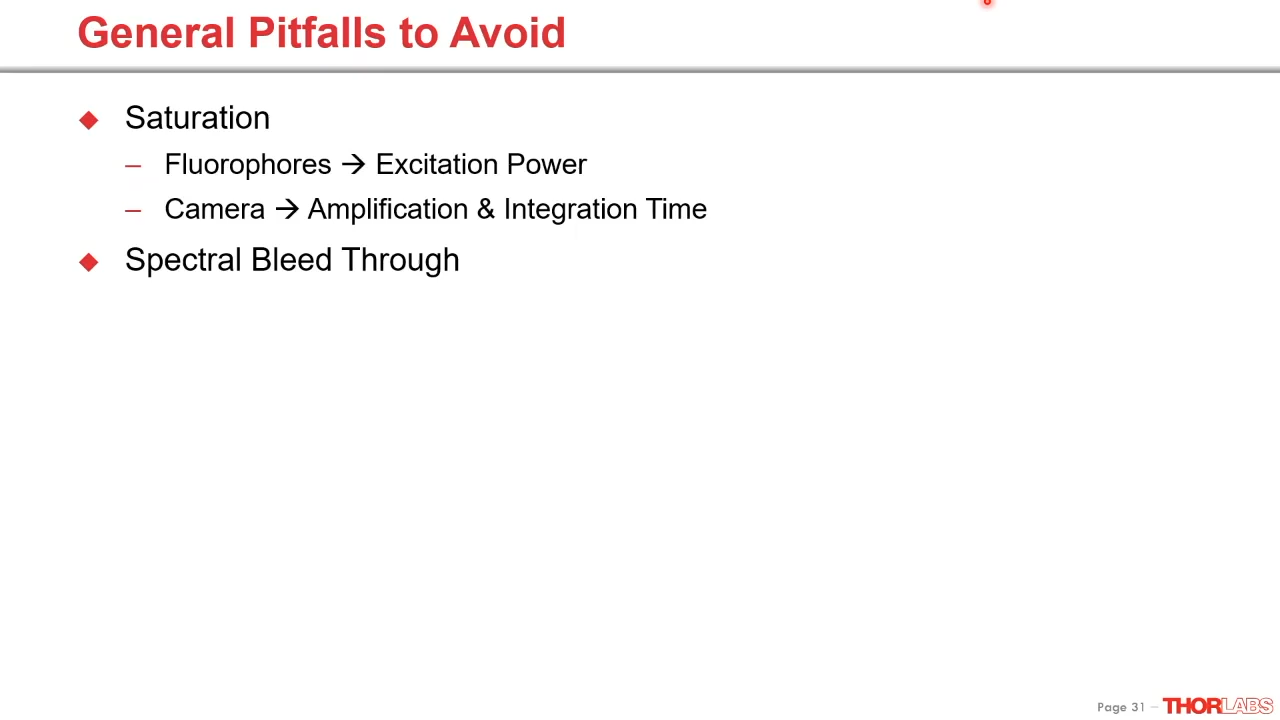 General Pitfalls to Avoid
◆ Saturation
– Fluorophores → Excitation Power
– Camera → Amplification & Integration Time
◆ Spectral Bleed Through
Page 31 – THORLABS